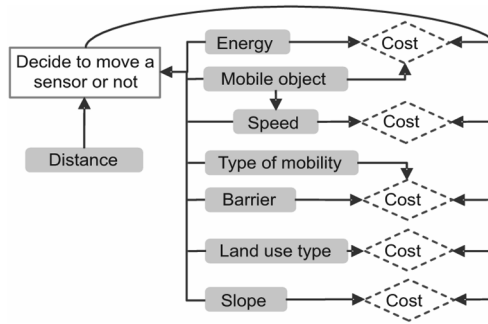 Energy
Cost
Decide to move a
sensor or not
Mobile object
Speed
Cost
Distance
Type of mobility
Barrier
Cost
Land use type
Cost
Slope
Cost